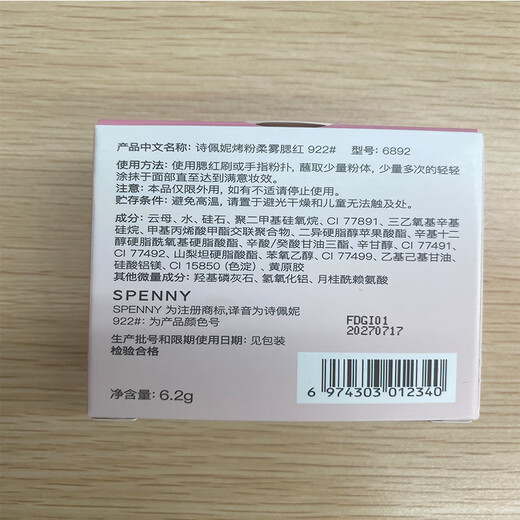 产品中文名称：诗佩妮烤粉柔雾腮红 922#　型号：6892
使用方法：使用腮红刷或手指粉扑，蘸取少量粉体，少量多次的轻轻
涂抹于面部直至达到满意妆效。
注意：本品仅限外用，如有不适请停止使用。
贮存条件：避免高温，请置于避光干燥和儿童无法触及处。
成分：云母、水、硅石、聚二甲基硅氧烷、CI 77891、三乙氧基辛基
硅烷、甲基丙烯酸甲酯交联聚合物、二异硬脂醇苹果酸酯、辛基十二
醇硬脂酰氧基硬脂酸酯、辛酸/癸酸甘油三酯、辛甘醇、CI 77491、
CI 77492、山梨坦硬脂酸酯、苯氧乙醇、CI 77499、乙基己基甘油、
硅酸铝镁、CI 15850 (色淀)、黄原胶
其他微量成分：羟基磷灰石、氢氧化铝、月桂酰赖氨酸
SPENNY
SPENNY 为注册商标,译音为诗佩妮
922#：为产品颜色号
生产批号和限期使用日期：见包装
检验合格
净含量：6.2g
FDGI01
20270717
6 974303 012340